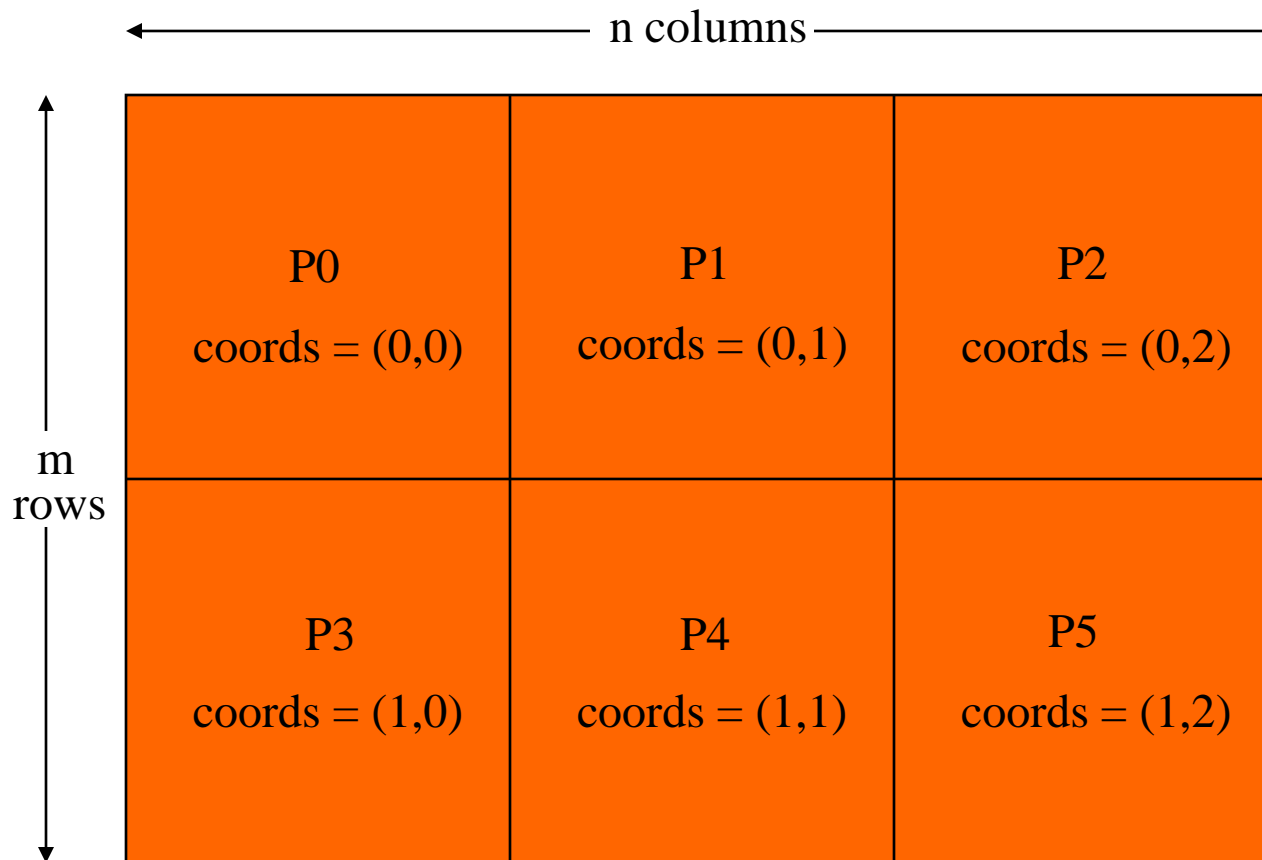 n columns
P0
coords = (0,0)
P1
coords = (0,1)
P2
coords = (0,2)
m
rows
P3
coords = (1,0)
P4
coords = (1,1)
P5
coords = (1,2)